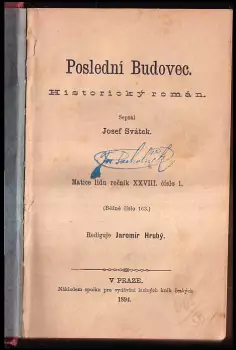 Poslední Budovec.
Historický román.
Sepsal
Josef Svátek.
Matice lidu ročník XXVIII. číslo 1.
(Běžné číslo 163.)
Rediguje Jaromír Hrubý.
V PRAZE.
Nákladem spolku pro vydávání laciných knih českých.
1894.